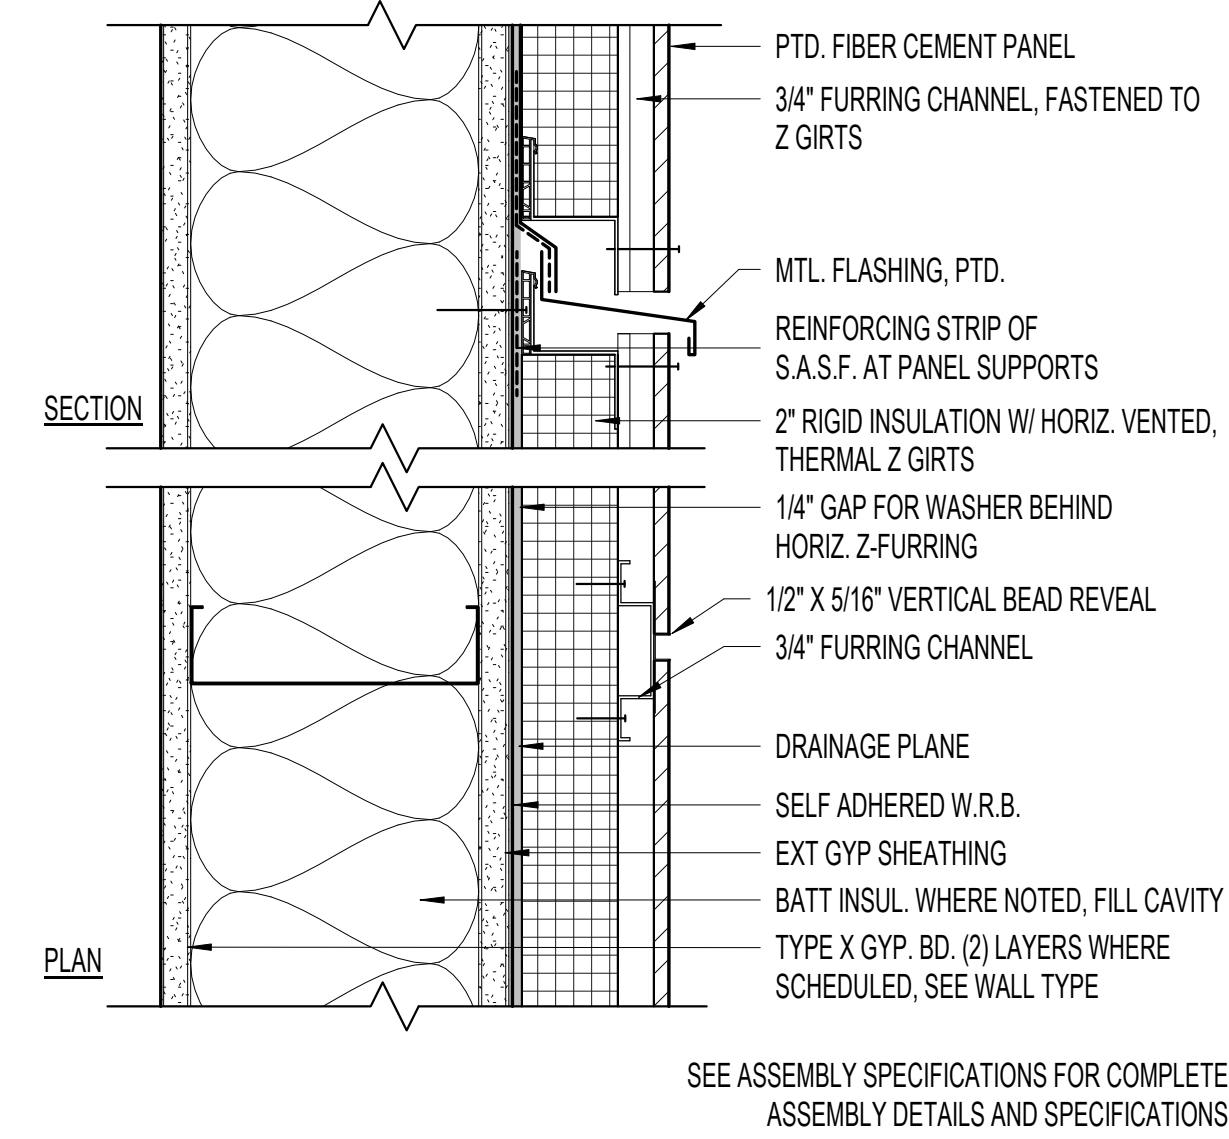 PTD. FIBER CEMENT PANEL
3/4" FURRING CHANNEL, FASTENED TO
Z GIRTS
MTL. FLASHING, PTD.
REINFORCING STRIP OF
S.A.S.F. AT PANEL SUPPORTS
SECTION
2" RIGID INSULATION W/ HORIZ. VENTED,
THERMAL Z GIRTS
1/4" GAP FOR WASHER BEHIND
HORIZ. Z-FURRING
1/2" X 5/16" VERTICAL BEAD REVEAL
3/4" FURRING CHANNEL
DRAINAGE PLANE
SELF ADHERED W.R.B.
EXT GYP SHEATHING
BATT INSUL. WHERE NOTED, FILL CAVITY
PLAN
TYPE X GYP. BD. (2) LAYERS WHERE
SCHEDULED, SEE WALL TYPE
SEE ASSEMBLY SPECIFICATIONS FOR COMPLETE
ASSEMBLY DETAILS AND SPECIFICATIONS